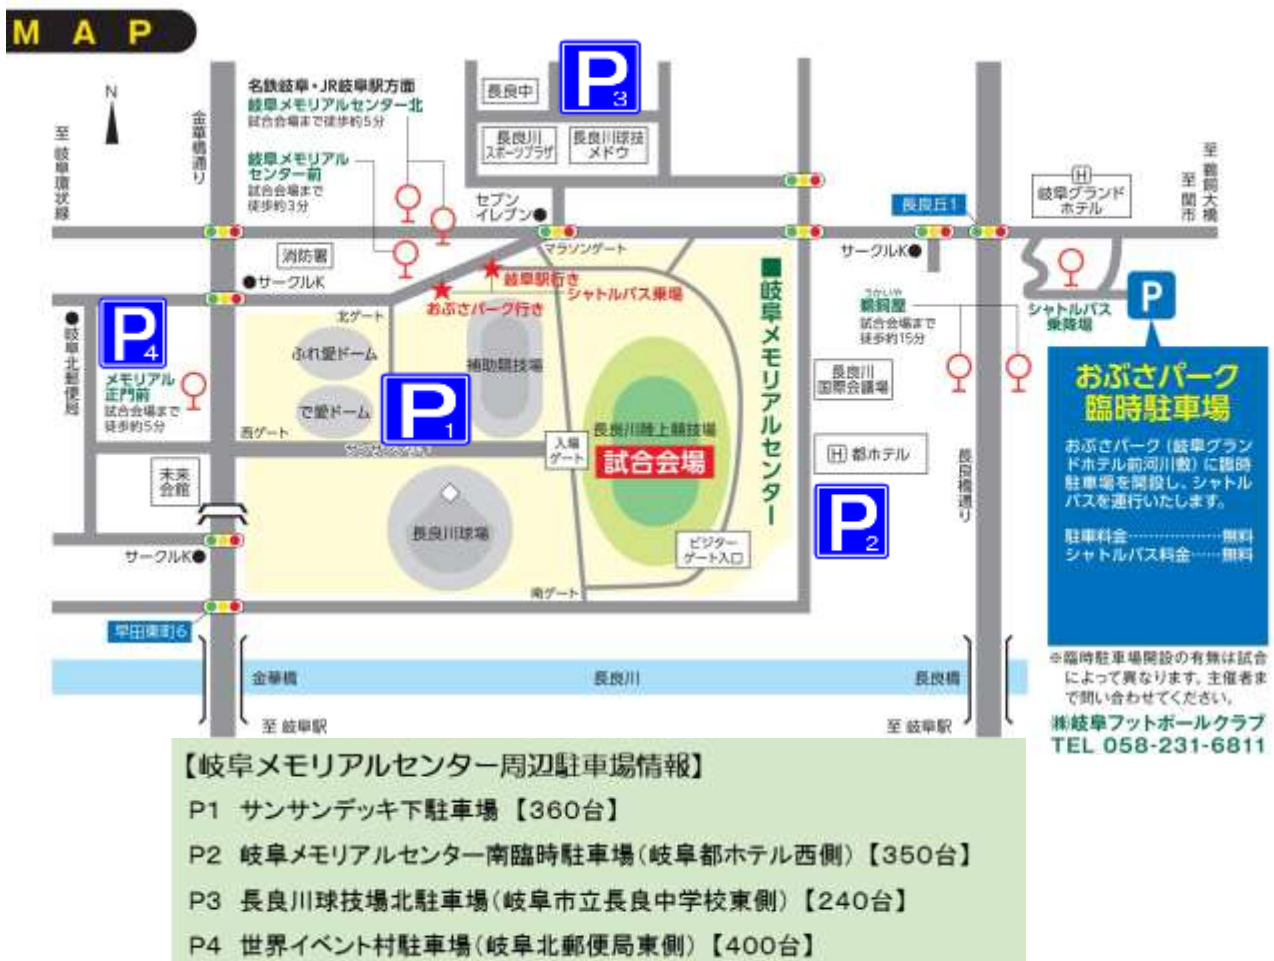 MAP
N
至 岐阜環状線
金華橋通り
名鉄岐阜・JR岐阜駅方面
岐阜メモリアルセンター北
試合会場まで徒歩約5分
岐阜メモリアル
センター前
試合会場まで
徒歩約3分
長良中
P3
長良川
スポーツプラザ
長良川球技
メドウ
セブン
イレブン
長良丘1
H
岐阜グランド
ホテル
至 鵜飼大橋
至 関市
消防署
サークルK
マラソンゲート
サークルK
岐阜駅行き
シャトルバス乗場
おぶさパーク行き
■岐阜メモリアルセンター
うかいや
鵜飼屋
試合会場まで
徒歩約15分
シャトルバス
乗降場
P
P4
岐阜北郵便局
メモリアル
正門前
試合会場まで
徒歩約5分
北ゲート
ふれ愛ドーム
で愛ドーム
補助競技場
P1
西ゲート
入場
ゲート
長良川陸上競技場
試合会場
長良川
国際会議場
H 都ホテル
P2
長良橋通り
おぶさパーク
臨時駐車場
おぶさパーク（岐阜グラン
ドホテル前河川敷）に臨時
駐車場を開設し、シャトル
バスを運行いたします。
駐車料金………………無料
シャトルバス料金……無料
未来
会館
サークルK
長良川球場
ビジター
ゲート入口
南ゲート
早田東町6
金華橋
長良川
長良橋
至 岐阜駅
至 岐阜駅
※臨時駐車場開設の有無は試合
によって異なります。主催者ま
で問い合わせてください。
㈱岐阜フットボールクラブ
TEL 058-231-6811
【岐阜メモリアルセンター周辺駐車場情報】
P1 サンサンデッキ下駐車場【360台】
P2 岐阜メモリアルセンター南臨時駐車場(岐阜都ホテル西側)【350台】
P3 長良川球技場北駐車場(岐阜市立長良中学校東側)【240台】
P4 世界イベント村駐車場(岐阜北郵便局東側)【400台】